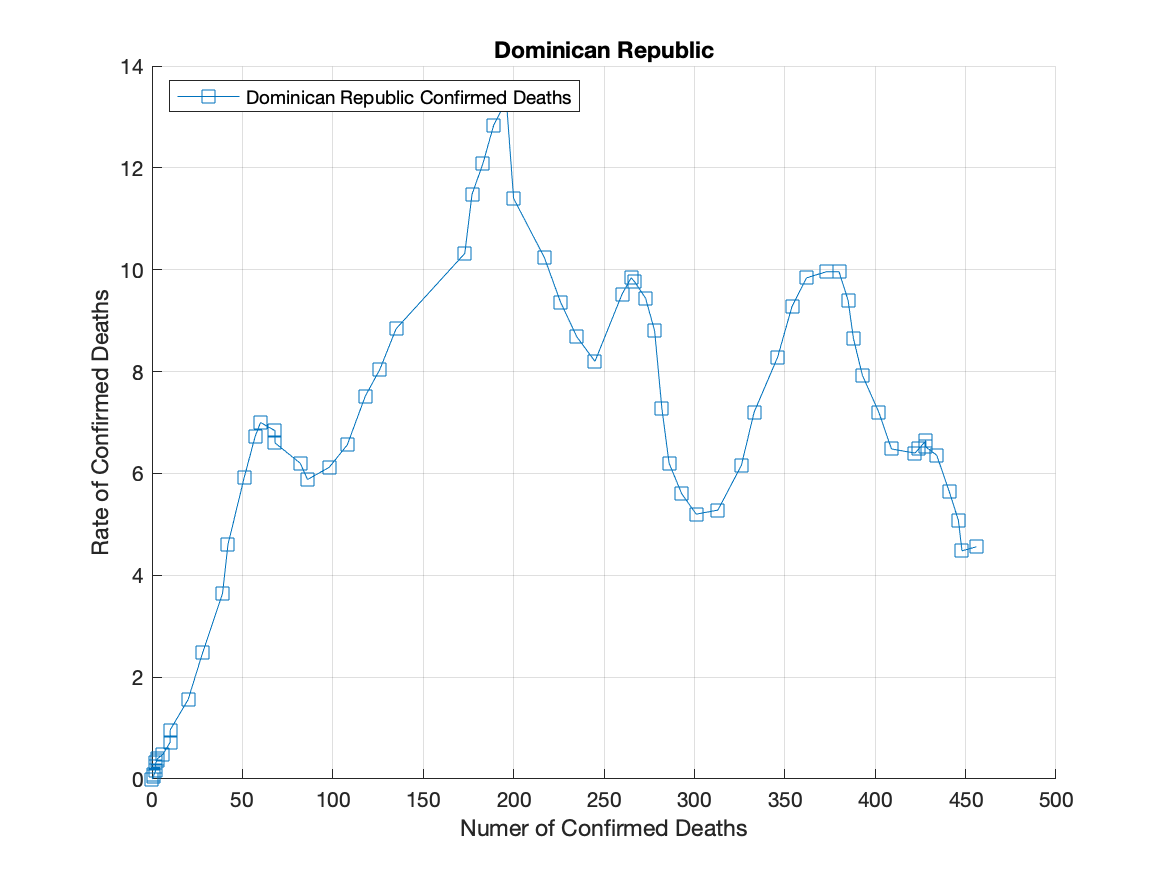 Dominican Republic
Dominican Republic Confirmed Deaths
14
12
10
8
6
4
2
0
Rate of Confirmed Deaths
0 50 100 150 200 250 300 350 400 450 500
Numer of Confirmed Deaths